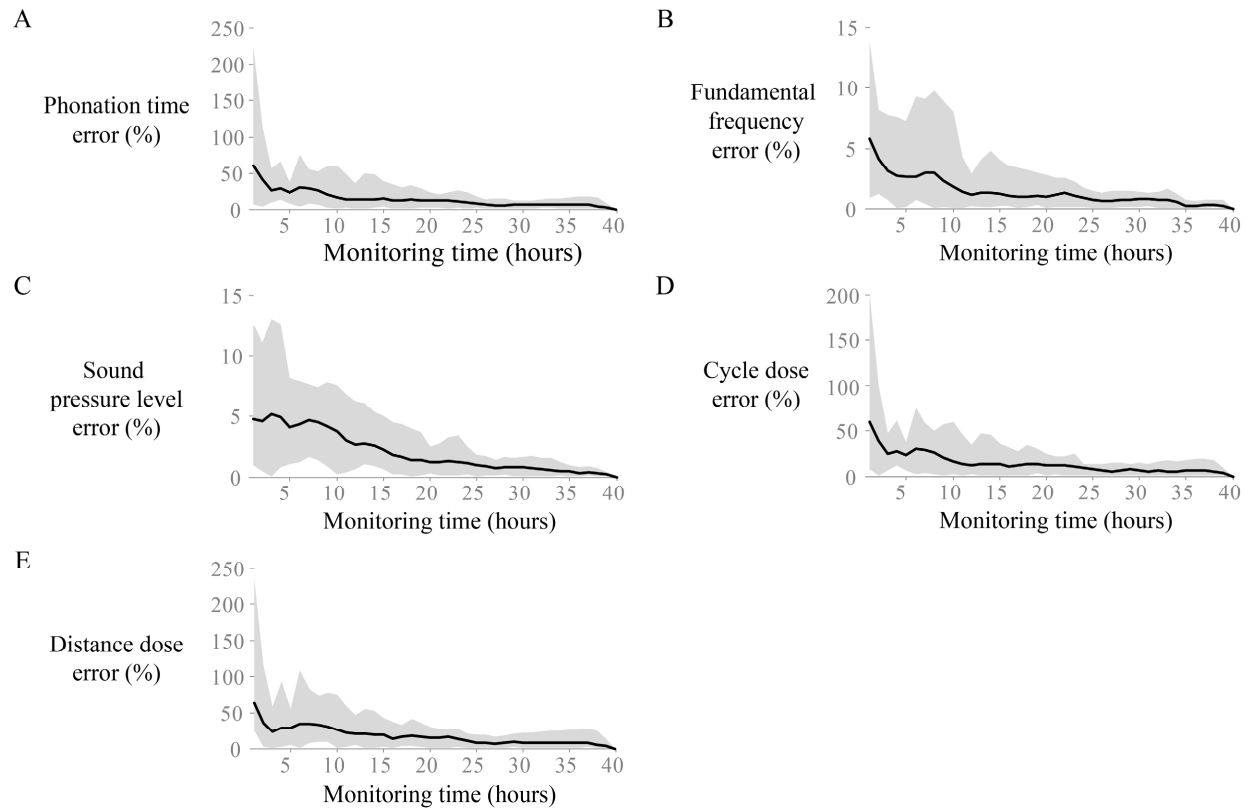 A
Phonation time
error (%)
250
200
150
100
50
0
5 10 15 20 25 30 35 40
Monitoring time (hours)
B
Fundamental
frequency
error (%)
15
10
5
0
5 10 15 20 25 30 35 40
Monitoring time (hours)
C
Sound
pressure level
error (%)
15
10
5
0
5 10 15 20 25 30 35 40
Monitoring time (hours)
D
Cycle dose
error (%)
200
150
100
50
0
5 10 15 20 25 30 35 40
Monitoring time (hours)
E
Distance dose
error (%)
250
200
150
100
50
0
5 10 15 20 25 30 35 40
Monitoring time (hours)